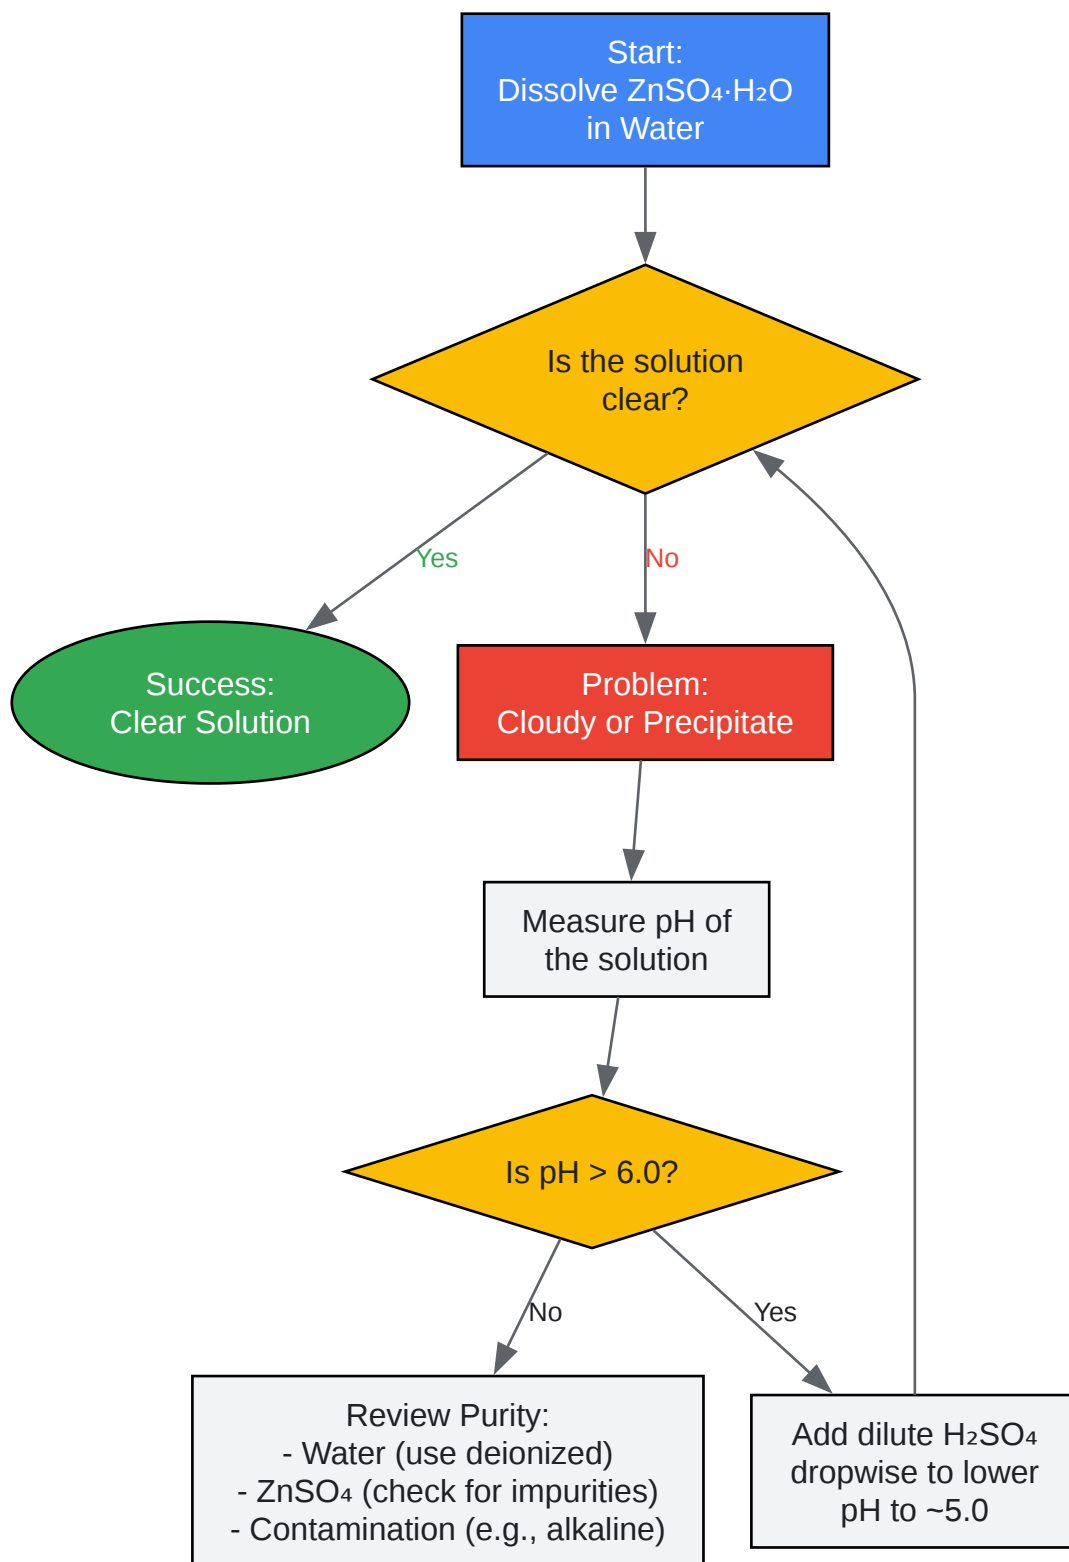 Start:
Dissolve ZnSO₄·H₂O
in Water
Is the solution
clear?
Yes
No
Success:
Clear Solution
Problem:
Cloudy or Precipitate
Measure pH of
the solution
Is pH > 6.0?
No
Yes
Review Purity:
- Water (use deionized)
- ZnSO₄ (check for impurities)
- Contamination (e.g., alkaline)
Add dilute H₂SO₄
dropwise to lower
pH to ~5.0